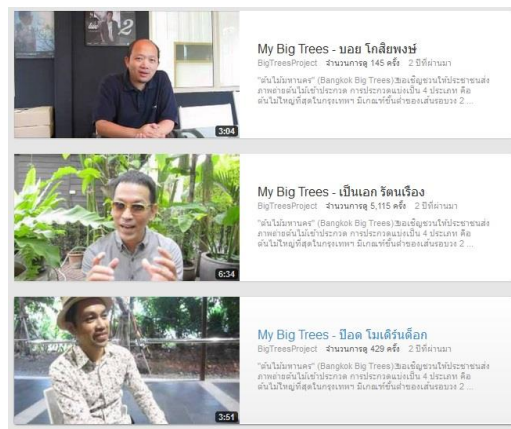 My Big Trees - บอย โกสิยพงษ์
BigTreesProject จำนวนการดู 145 ครั้ง 2 ปีที่ผ่านมา
"ต้นไม้มหานคร" (Bangkok Big Trees)ขอเชิญชวนให้ประชาชนส่ง
ภาพถ่ายต้นไม้เข้าประกวด การประกวดแบ่งเป็น 4 ประเภท คือ
ต้นไม้ใหญ่ที่สุดในกรุงเทพฯ มีเกณฑ์ขั้นต่ำของเส้นรอบวง 2 ...
3:04
My Big Trees - เป็นเอก รัตนเรือง
BigTreesProject จำนวนการดู 5,115 ครั้ง 2 ปีที่ผ่านมา
"ต้นไม้มหานคร" (Bangkok Big Trees)ขอเชิญชวนให้ประชาชนส่ง
ภาพถ่ายต้นไม้เข้าประกวด การประกวดแบ่งเป็น 4 ประเภท คือ
ต้นไม้ใหญ่ที่สุดในกรุงเทพฯ มีเกณฑ์ขั้นต่ำของเส้นรอบวง 2 ...
6:34
My Big Trees - ป๊อด โมเดิร์นด็อก
BigTreesProject จำนวนการดู 429 ครั้ง 2 ปีที่ผ่านมา
"ต้นไม้มหานคร" (Bangkok Big Trees)ขอเชิญชวนให้ประชาชนส่ง
ภาพถ่ายต้นไม้เข้าประกวด การประกวดแบ่งเป็น 4 ประเภท คือ
ต้นไม้ใหญ่ที่สุดในกรุงเทพฯ มีเกณฑ์ขั้นต่ำของเส้นรอบวง 2 ...
3:51